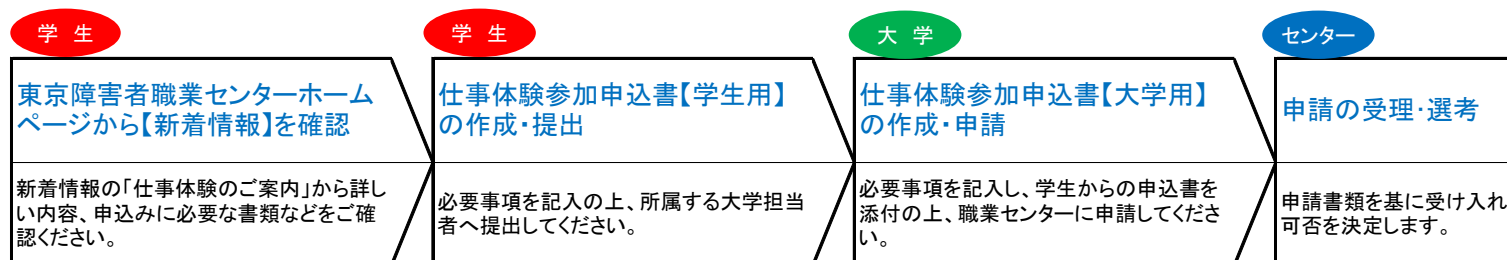 学 生
東京障害者職業センターホーム
ページから【新着情報】を確認
新着情報の「仕事体験のご案内」から詳し
い内容、申込みに必要な書類などをご確
認ください。
学 生
仕事体験参加申込書【学生用】
の作成・提出
必要事項を記入の上、所属する大学担当
者へ提出してください。
大 学
仕事体験参加申込書【大学用】
の作成・申請
必要事項を記入し、学生からの申込書を
添付の上、職業センターに申請してくださ
い。
センター
申請の受理・選考
申請書類を基に受け入れ
可否を決定します。